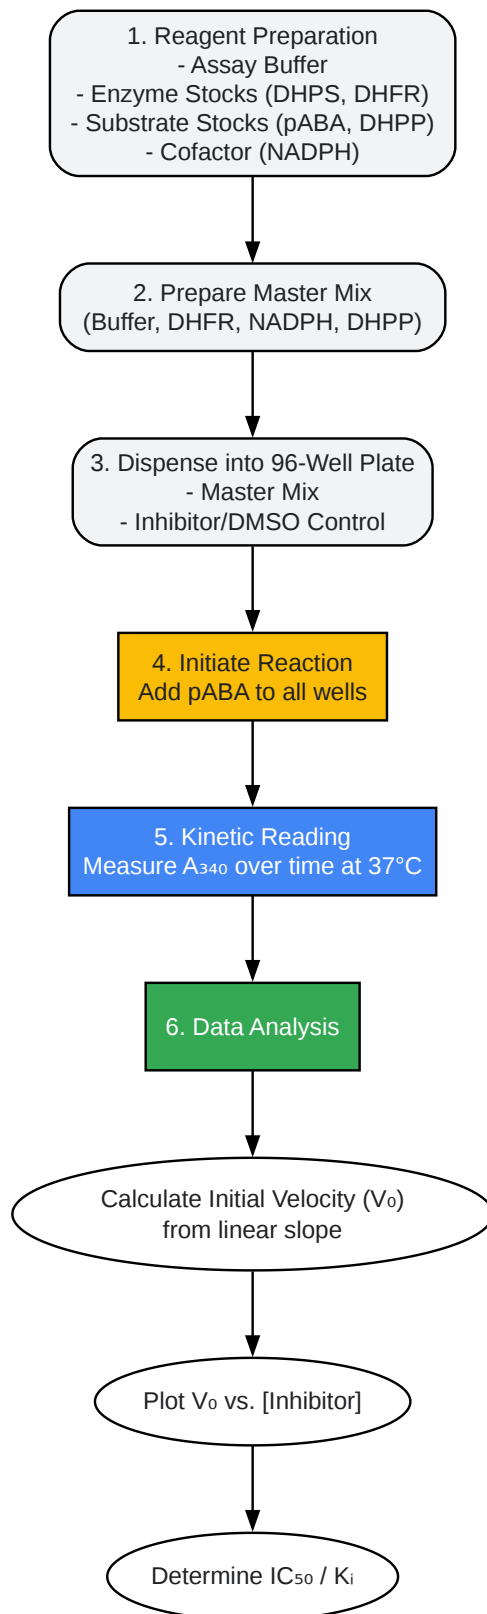 1. Reagent Preparation
- Assay Buffer
- Enzyme Stocks (DHPS, DHFR)
- Substrate Stocks (pABA, DHPP)
- Cofactor (NADPH)
2. Prepare Master Mix
(Buffer, DHFR, NADPH, DHPP)
3. Dispense into 96-Well Plate
- Master Mix
- Inhibitor/DMSO Control
4. Initiate Reaction
Add pABA to all wells
5. Kinetic Reading
Measure A₃₄₀ over time at 37°C
6. Data Analysis
Calculate Initial Velocity (V₀)
from linear slope
Plot V₀ vs. [Inhibitor]
Determine IC₅₀ / Kᵢ